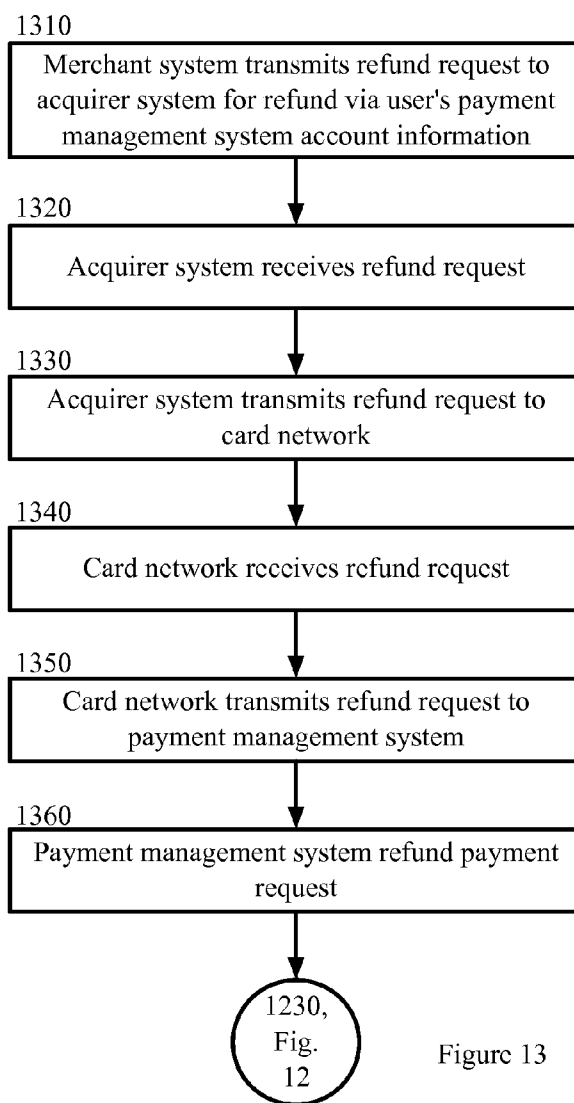 1310
Merchant system transmits refund request to
acquirer system for refund via user's payment
management system account information
1320
Acquirer system receives refund request
1330
Acquirer system transmits refund request to
card network
1340
Card network receives refund request
1350
Card network transmits refund request to
payment management system
1360
Payment management system refund payment
request
1230,
Fig.
12
Figure 13